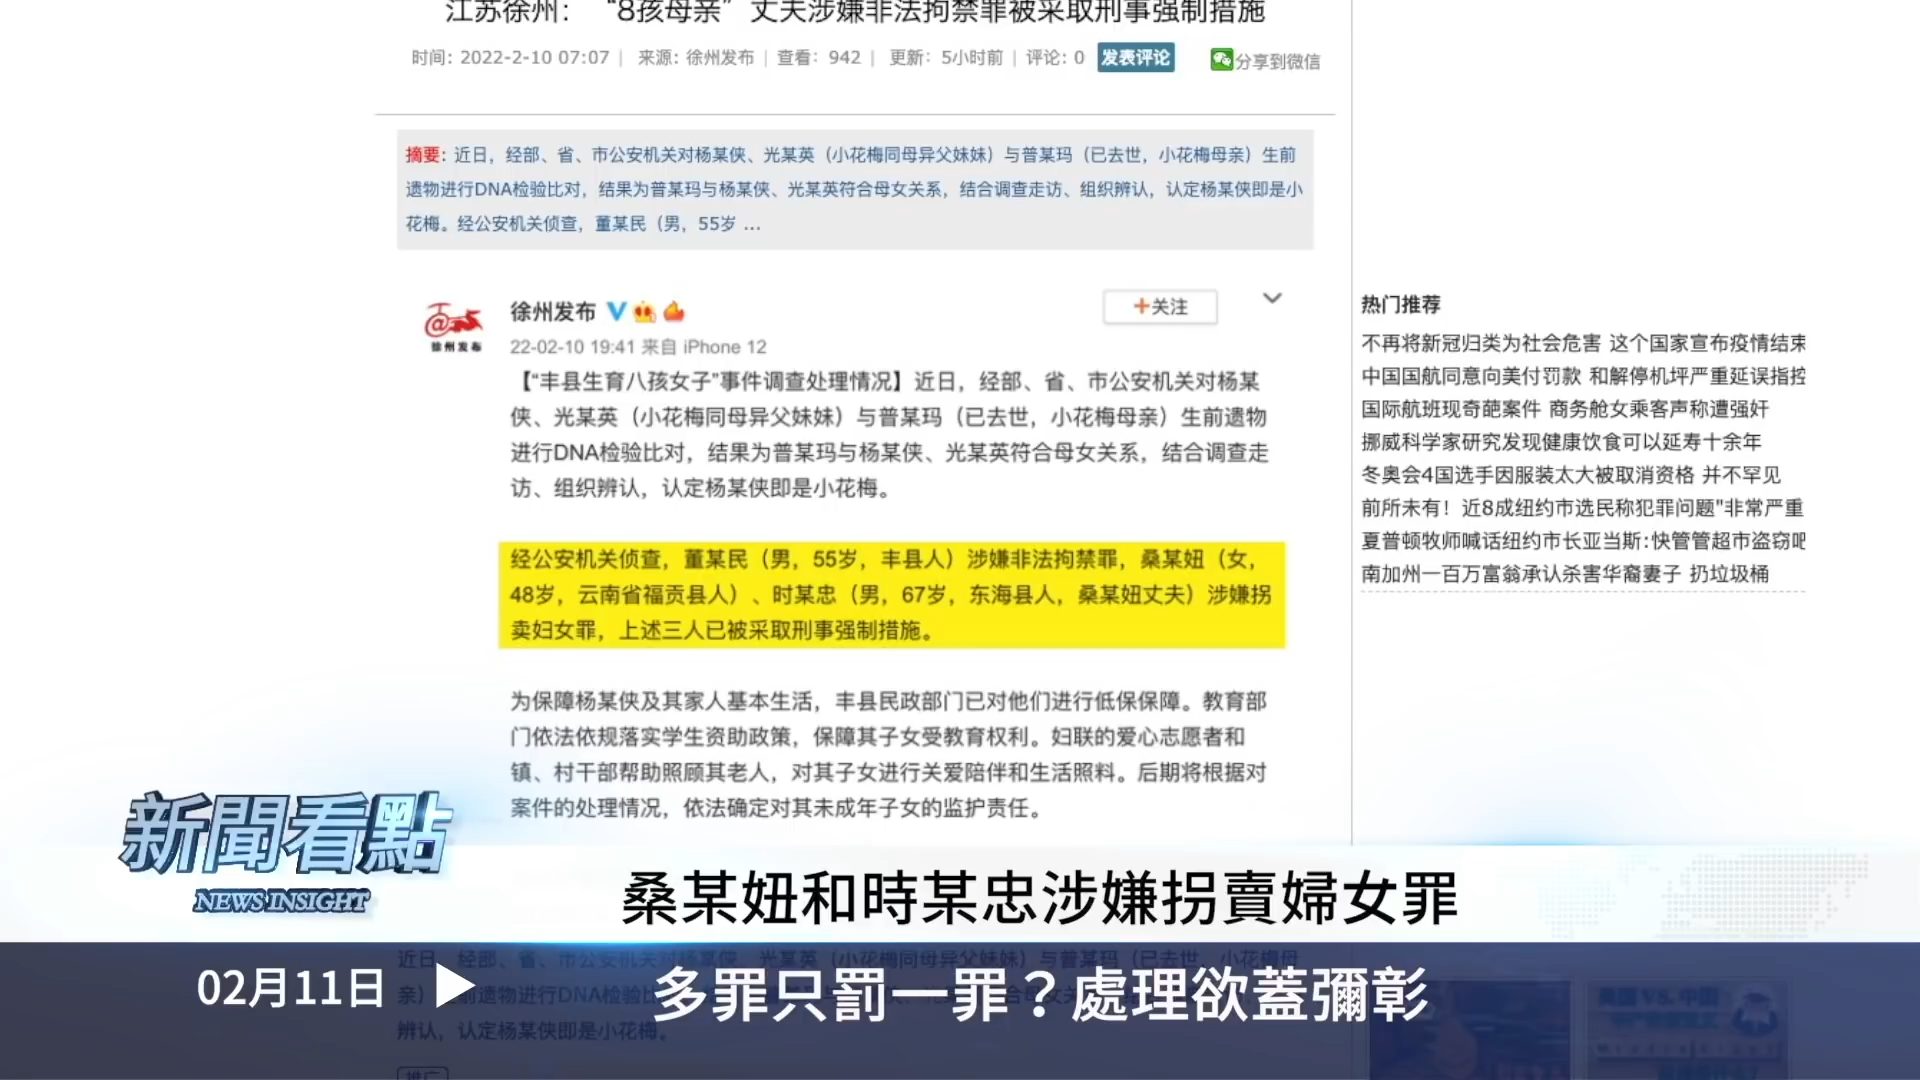 江苏徐州：“8孩母亲”丈夫涉嫌非法拘禁罪被采取刑事强制措施
时间: 2022-2-10 07:07 | 来源: 徐州发布 | 查看: 942 | 更新: 5小时前 | 评论: 0 发表评论 分享到微信
摘要: 近日，经部、省、市公安机关对杨某侠、光某英（小花梅同母异父妹妹）与普某玛（已去世，小花梅母亲）生前
遗物进行DNA检验比对，结果为普某玛与杨某侠、光某英符合母女关系，结合调查走访、组织辨认，认定杨某侠即是小
花梅。经公安机关侦查，董某民（男，55岁 ...
徐州发布
+关注
徐州发布
22-02-10 19:41 来自 iPhone 12
【“丰县生育八孩女子”事件调查处理情况】近日，经部、省、市公安机关对杨某
侠、光某英（小花梅同母异父妹妹）与普某玛（已去世，小花梅母亲）生前遗物
进行DNA检验比对，结果为普某玛与杨某侠、光某英符合母女关系，结合调查走
访、组织辨认，认定杨某侠即是小花梅。
经公安机关侦查，董某民（男，55岁，丰县人）涉嫌非法拘禁罪，桑某妞（女，
48岁，云南省福贡县人）、时某忠（男，67岁，东海县人，桑某妞丈夫）涉嫌拐
卖妇女罪，上述三人已被采取刑事强制措施。
为保障杨某侠及其家人基本生活，丰县民政部门已对他们进行低保保障。教育部
门依法依规落实学生资助政策，保障其子女受教育权利。妇联的爱心志愿者和
镇、村干部帮助照顾其老人，对其子女进行关爱陪伴和生活照料。后期将根据对
案件的处理情况，依法确定对其未成年子女的监护责任。
热门推荐
不再将新冠归类为社会危害 这个国家宣布疫情结束
中国国航同意向美付罚款 和解停机坪严重延误指控
国际航班现奇葩案件 商务舱女乘客声称遭强奸
挪威科学家研究发现健康饮食可以延寿十余年
冬奥会4国选手因服装太大被取消资格 并不罕见
前所未有！近8成纽约市选民称犯罪问题"非常严重
夏普顿牧师喊话纽约市长亚当斯:快管管超市盗窃吧
南加州一百万富翁承认杀害华裔妻子 扔垃圾桶
新聞看點
NEWS INSIGHT
桑某妞和時某忠涉嫌拐賣婦女罪
02月11日
多罪只罰一罪？處理欲蓋彌彰
辨认，认定杨某侠即是小花梅。